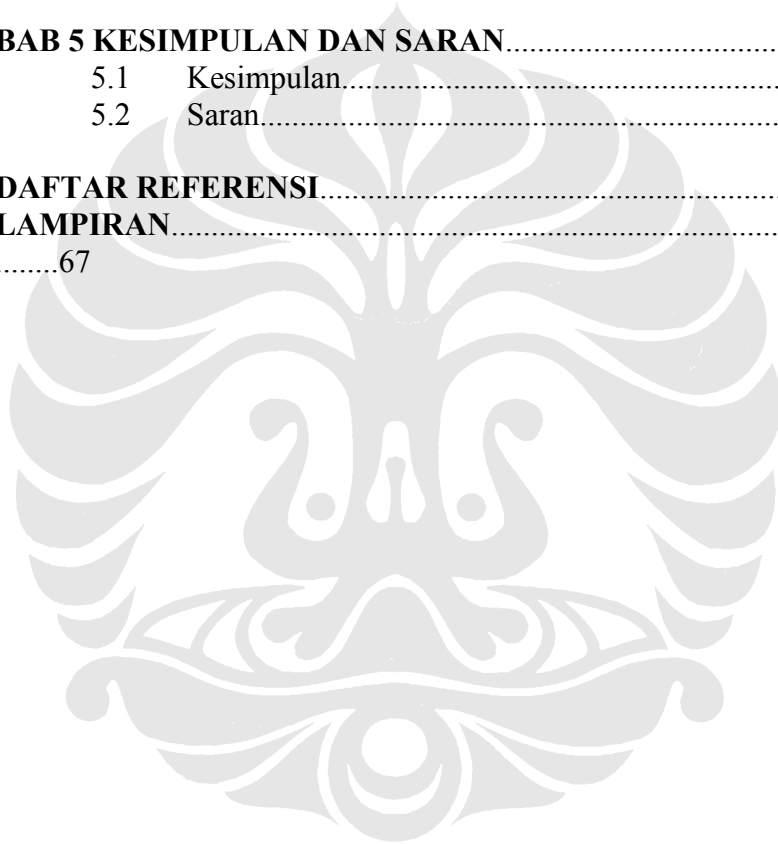 BAB 5 KESIMPULAN DAN SARAN................................................
5.1 Kesimpulan................................................................................
5.2 Saran...........................................................................................
DAFTAR REFERENSI................................................................................
LAMPIRAN.................................................................................................
........67